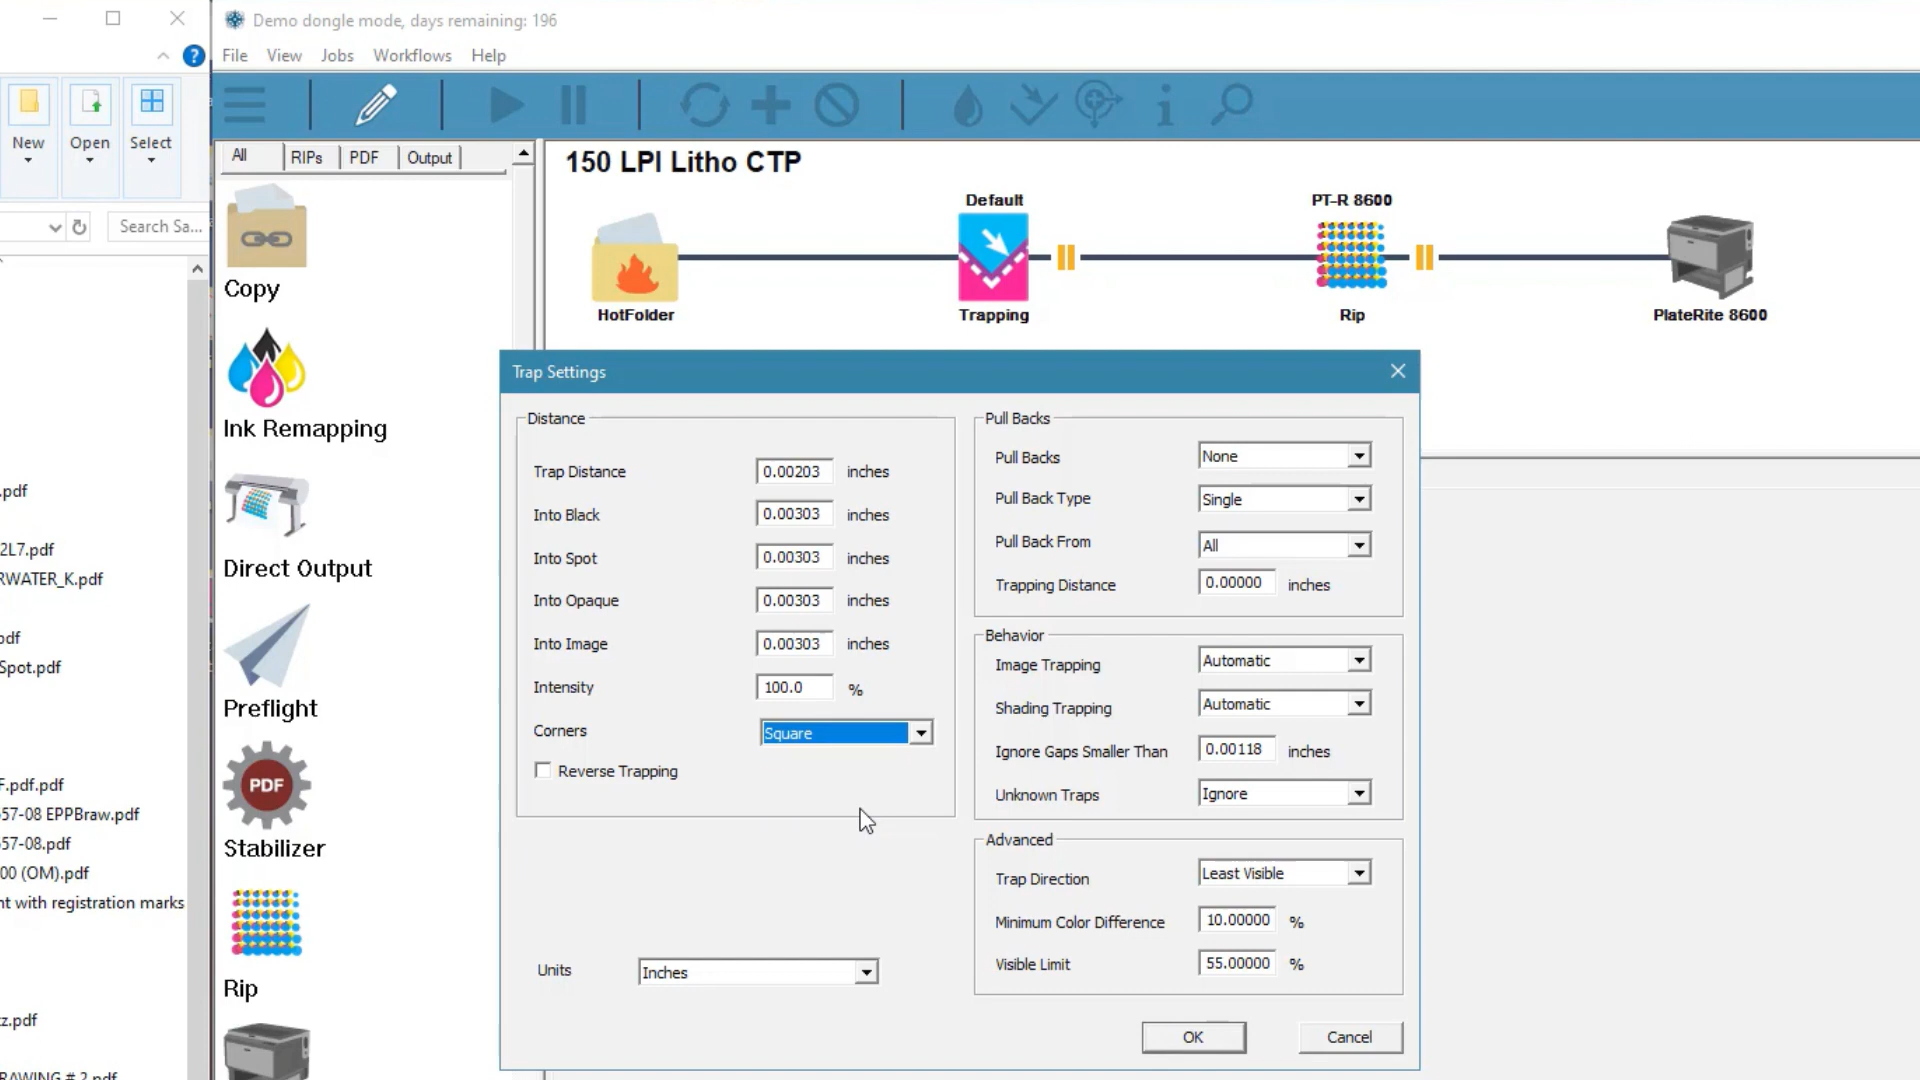 Demo dongle mode, days remaining: 196
File View Jobs Workflows Help
New
Open
Select
Search Sa...
.pdf
2L7.pdf
RWATER_K.pdf
pdf
Spot.pdf
F.pdf.pdf
57-08 EPPBraw.pdf
57-08.pdf
00 (OM).pdf
nt with registration marks
z.pdf
RAWING # 2.pdf
All RIPs PDF Output
Copy
Ink Remapping
Direct Output
Preflight
PDF
Stabilizer
Rip
150 LPI Litho CTP
HotFolder
Default
Trapping
PT-R 8600
Rip
PlateRite 8600
Trap Settings
Distance
Trap Distance 0.00203 inches
Into Black 0.00303 inches
Into Spot 0.00303 inches
Into Opaque 0.00303 inches
Into Image 0.00303 inches
Intensity 100.0 %
Corners Square
Reverse Trapping
Units Inches
Pull Backs
Pull Backs None
Pull Back Type Single
Pull Back From All
Trapping Distance 0.00000 inches
Behavior
Image Trapping Automatic
Shading Trapping Automatic
Ignore Gaps Smaller Than 0.00118 inches
Unknown Traps Ignore
Advanced
Trap Direction Least Visible
Minimum Color Difference 10.00000 %
Visible Limit 55.00000 %
OK Cancel